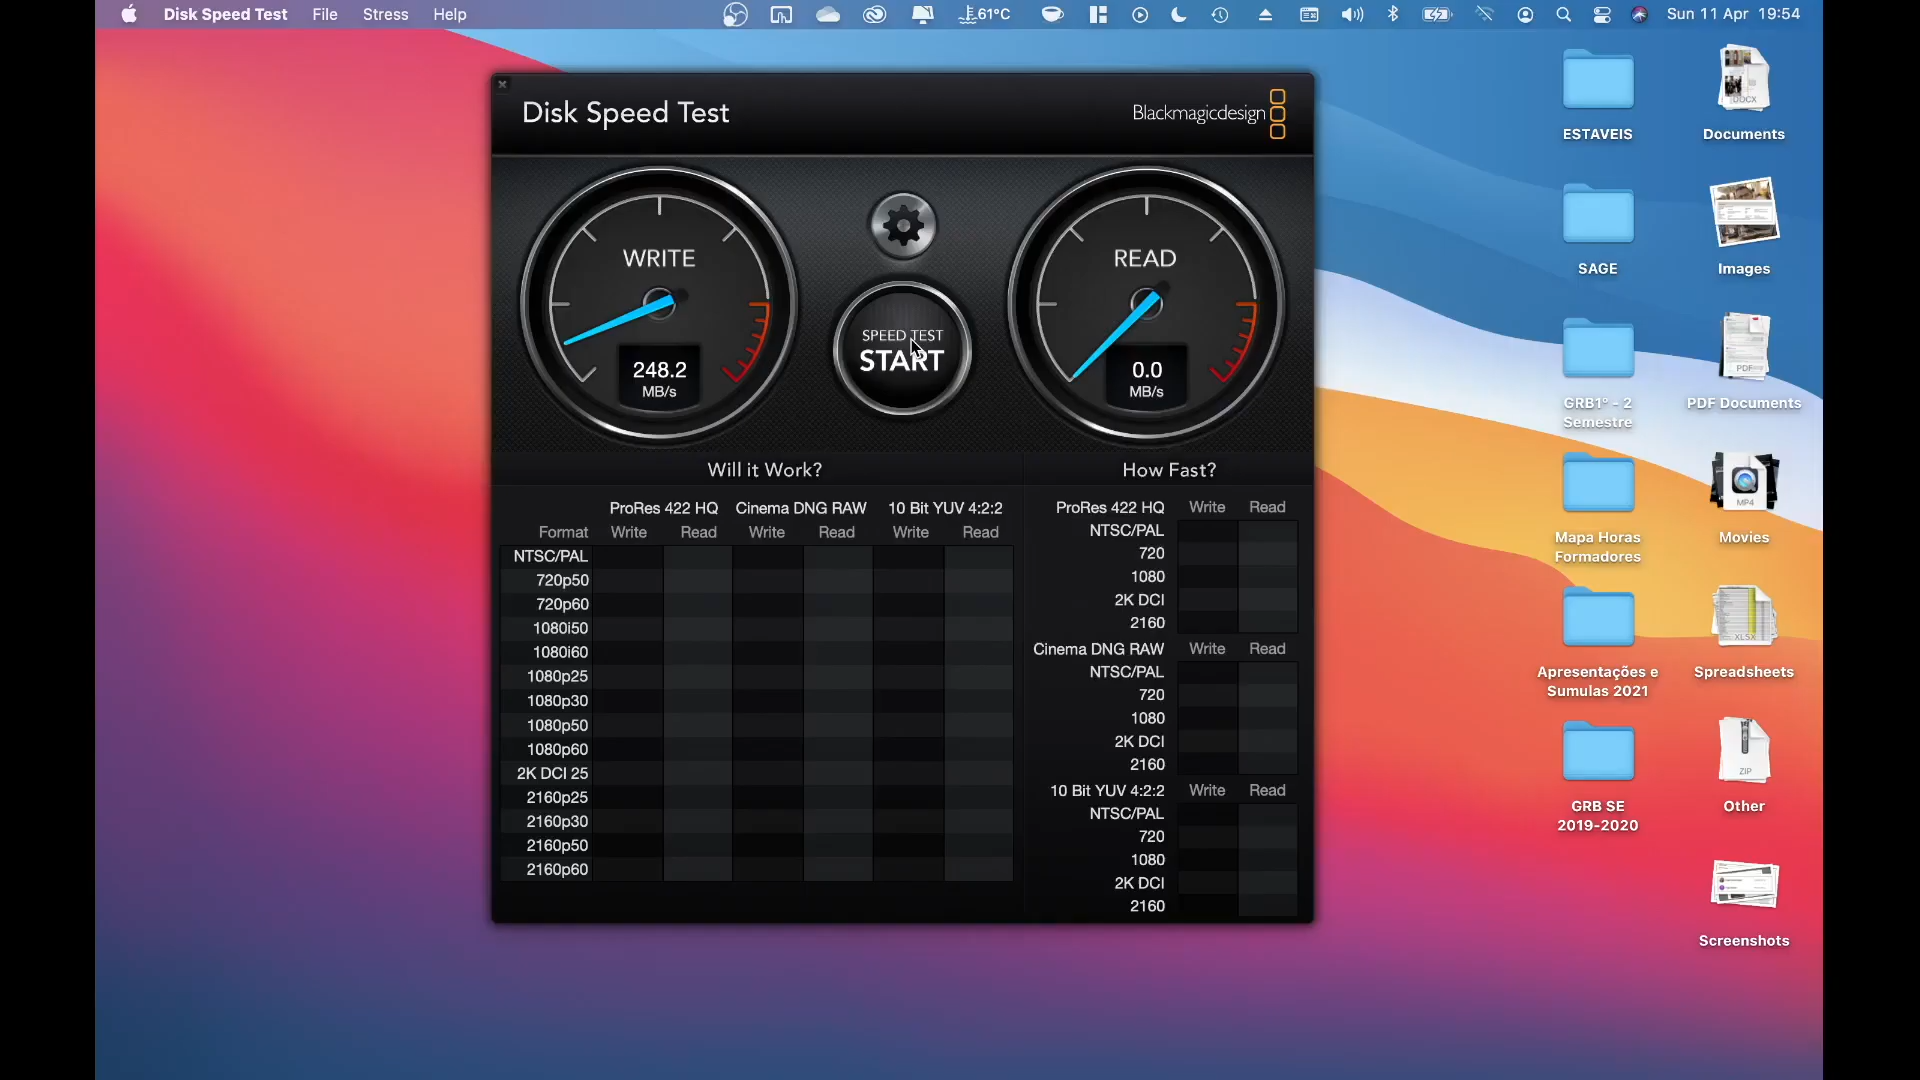 Disk Speed Test File Stress Help 61°C Sun 11 Apr 19:54
Disk Speed Test
Blackmagicdesign
WRITE
248.2
MB/s
SPEED TEST
START
READ
0.0
MB/s
Will it Work?
ProRes 422 HQ Cinema DNG RAW 10 Bit YUV 4:2:2
Format Write Read Write Read Write Read
NTSC/PAL
720p50
720p60
1080i50
1080i60
1080p25
1080p30
1080p50
1080p60
2K DCI 25
2160p25
2160p30
2160p50
2160p60
How Fast?
ProRes 422 HQ Write Read
NTSC/PAL
720
1080
2K DCI
2160
Cinema DNG RAW Write Read
NTSC/PAL
720
1080
2K DCI
2160
10 Bit YUV 4:2:2 Write Read
NTSC/PAL
720
1080
2K DCI
2160
ESTAVEIS
SAGE
GRB1º - 2
Semestre
Mapa Horas
Formadores
Apresentações e
Sumulas 2021
GRB SE
2019-2020
DOCX
Documents
Images
PDF
PDF Documents
MP4
Movies
XLSX
Spreadsheets
ZIP
Other
Screenshots